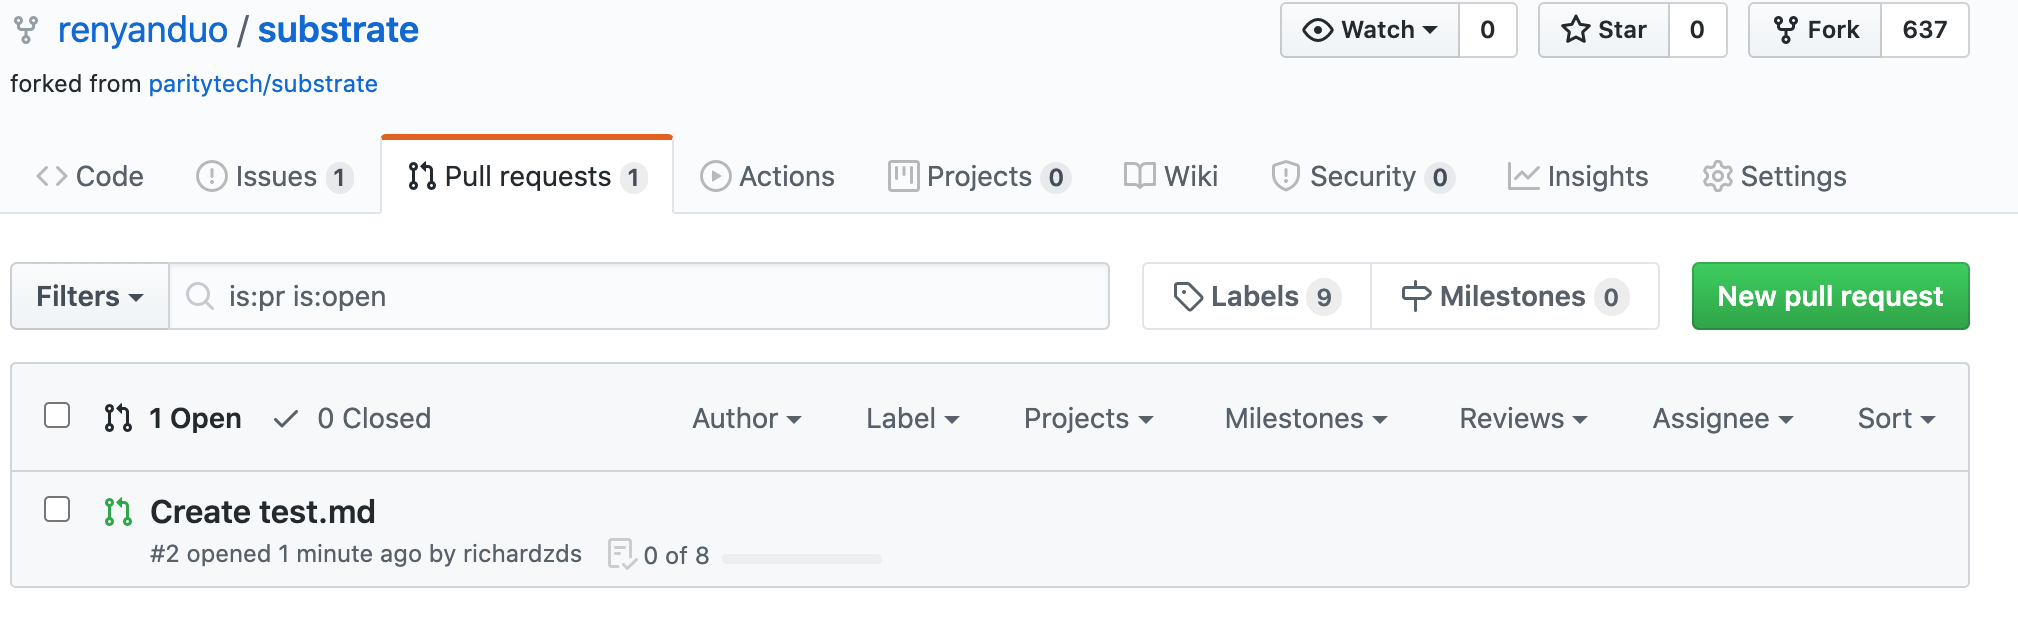 renyanduo / substrate
Watch 0 Star 0 Fork 637
forked from paritytech/substrate
Code Issues 1 Pull requests 1 Actions Projects 0 Wiki Security 0 Insights Settings
Filters is:pr is:open Labels 9 Milestones 0 New pull request
1 Open 0 Closed Author Label Projects Milestones Reviews Assignee Sort
Create test.md
#2 opened 1 minute ago by richardzds 0 of 8